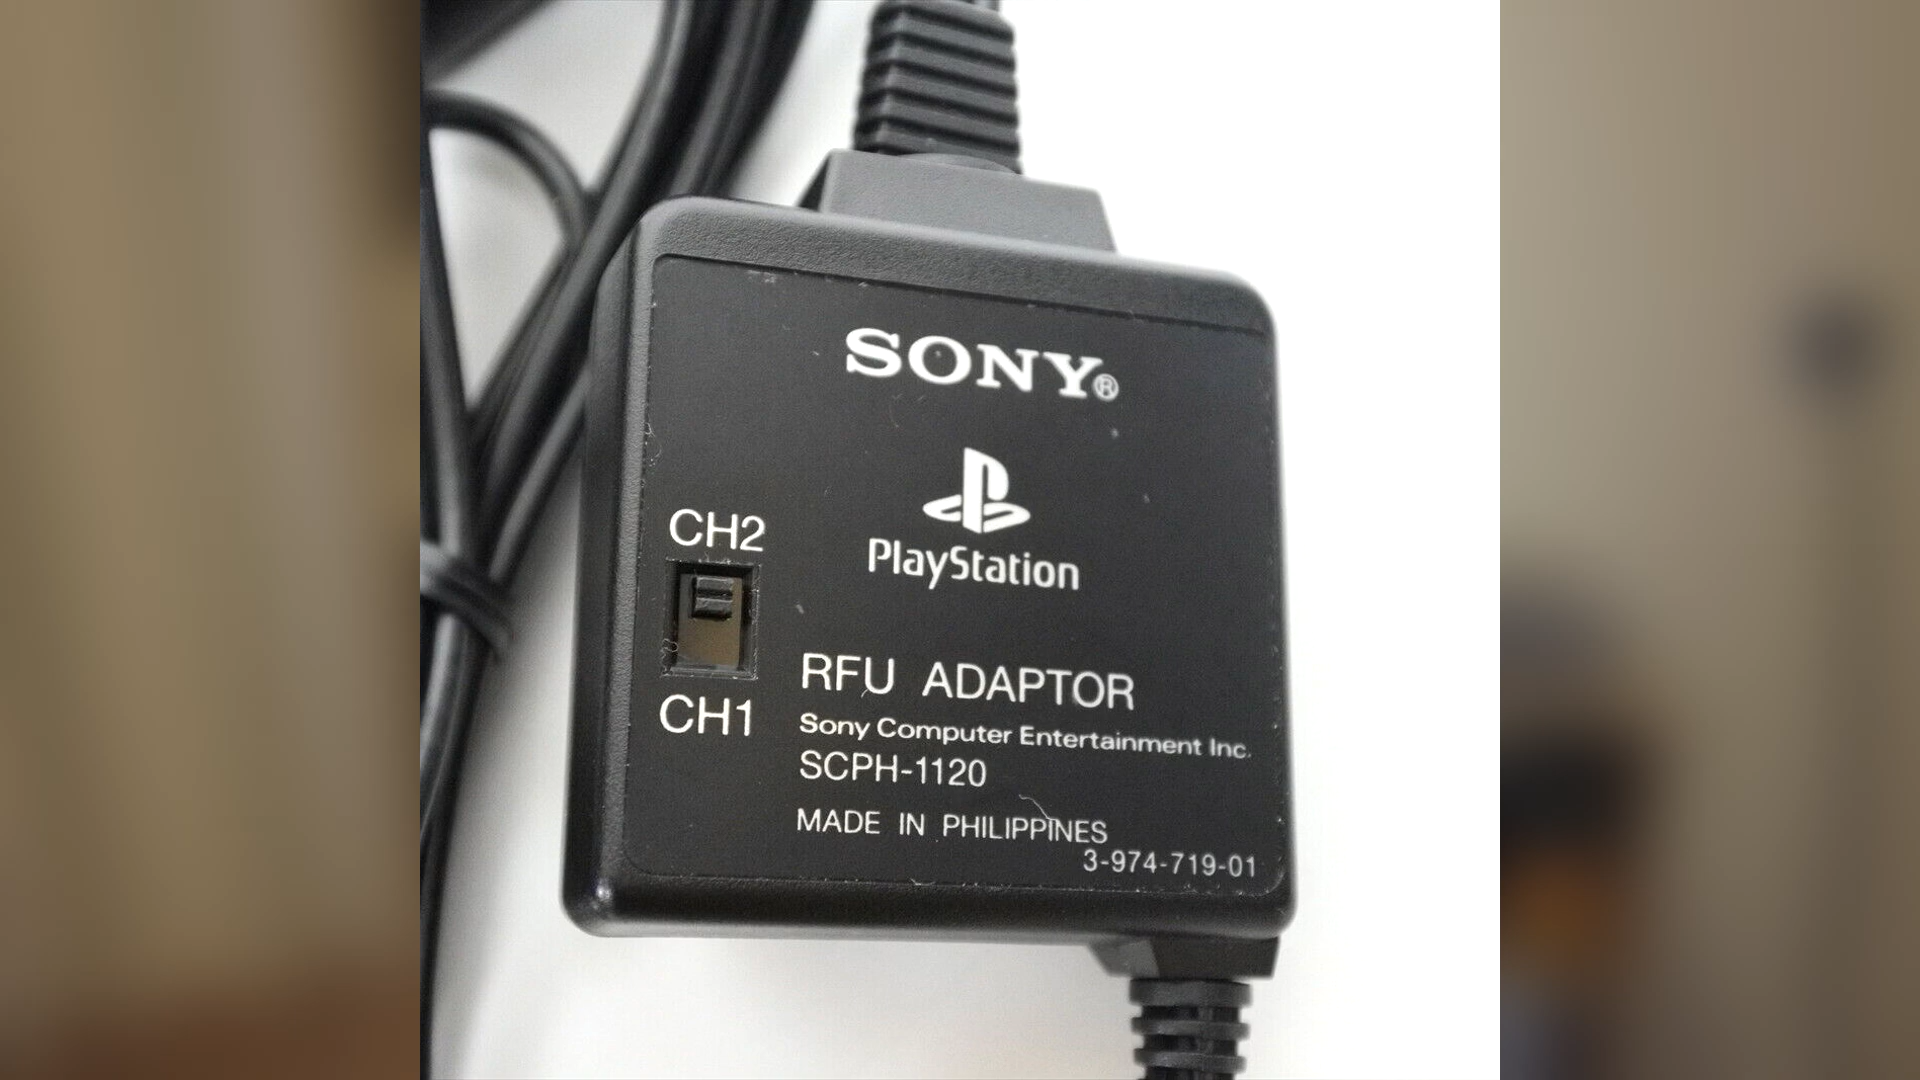 SONY®
PlayStation
CH2
CH1
RFU ADAPTOR
Sony Computer Entertainment Inc.
SCPH-1120
MADE IN PHILIPPINES
3-974-719-01